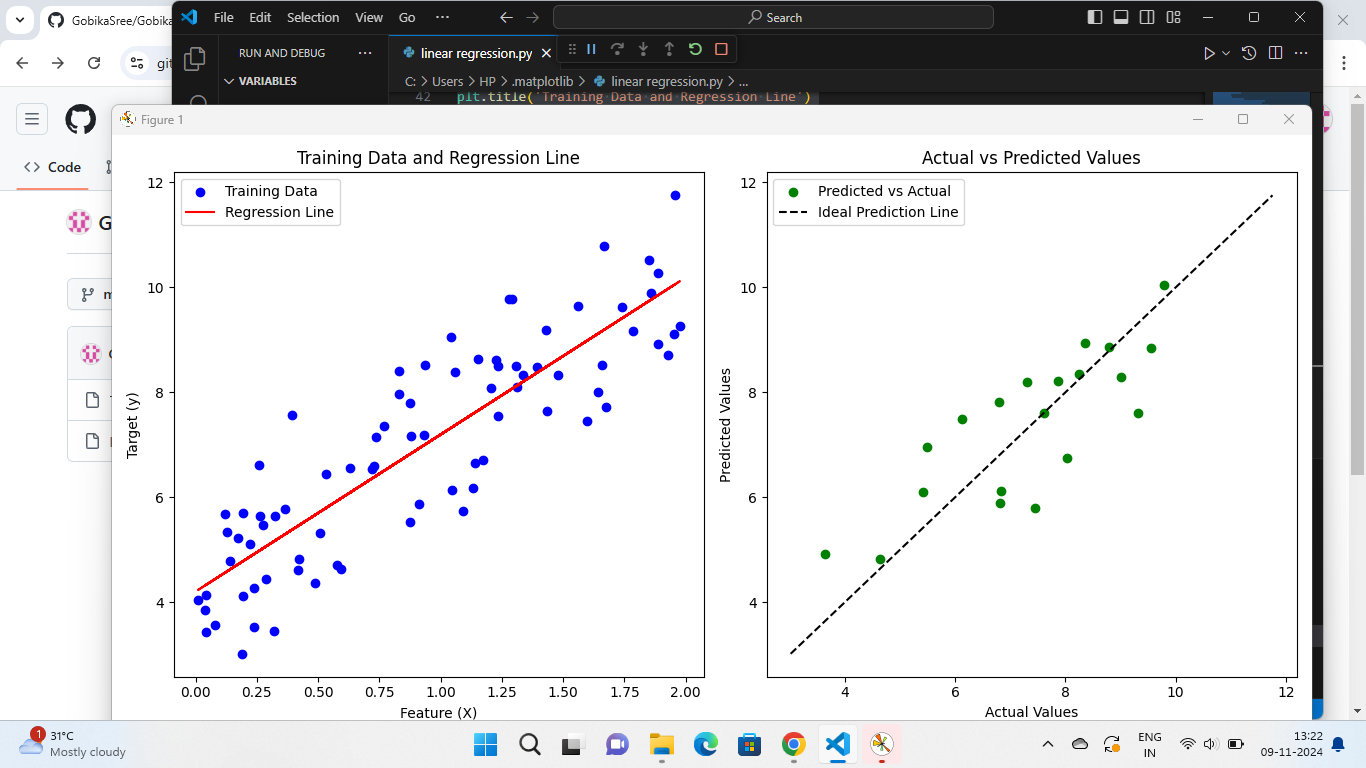 GobikaSree/Gobika
File Edit Selection View Go ···
Search
RUN AND DEBUG ···
linear regression.py
VARIABLES
C: > Users > HP > .matplotlib > linear regression.py > ...
42 plt.title('Training Data and Regression Line')
git
Code
Figure 1
Training Data and Regression Line
Training Data
Regression Line
12
10
8
6
4
Target (y)
0.00 0.25 0.50 0.75 1.00 1.25 1.50 1.75 2.00
Feature (X)
Actual vs Predicted Values
Predicted vs Actual
Ideal Prediction Line
12
10
8
6
4
Predicted Values
4 6 8 10 12
Actual Values
1
31°C
Mostly cloudy
ENG
IN
13:22
09-11-2024